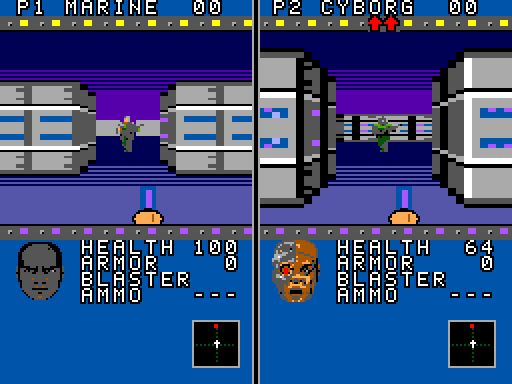 P1 MARINE 00
P2 CYBORG 00
HEALTH 100
ARMOR 0
BLASTER
AMMO ---
HEALTH 64
ARMOR 0
BLASTER
AMMO ---